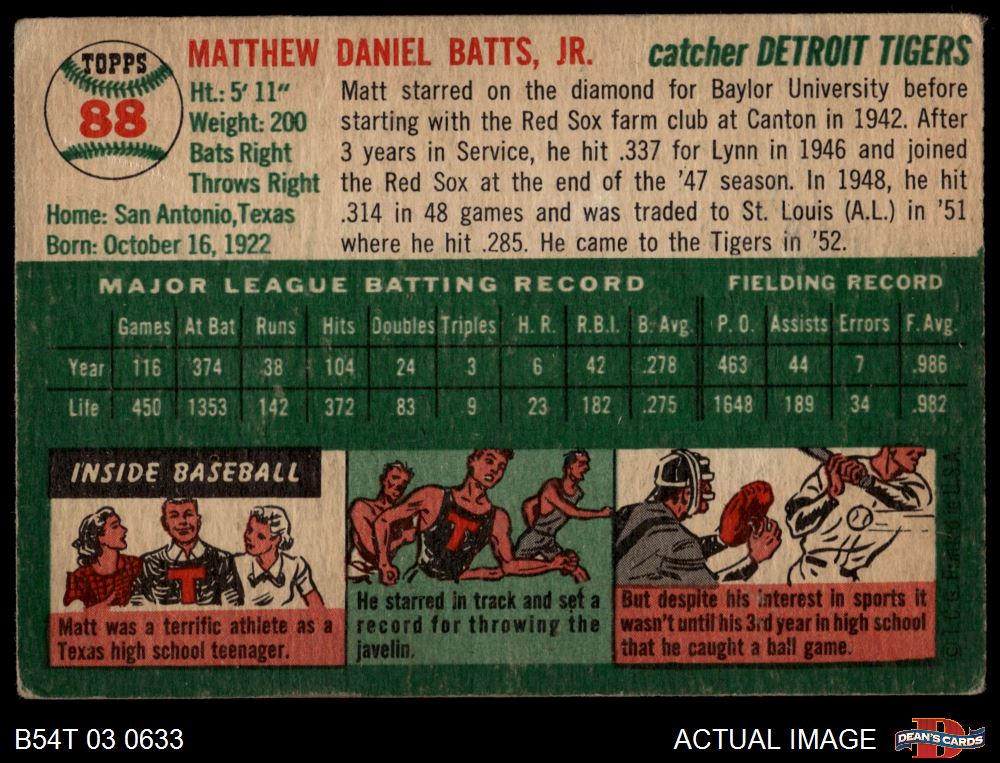 TOPPS
88
MATTHEW DANIEL BATTS, JR.
catcher DETROIT TIGERS
Ht.: 5' 11"
Weight: 200
Bats Right
Throws Right
Home: San Antonio, Texas
Born: October 16, 1922
Matt starred on the diamond for Baylor University before
starting with the Red Sox farm club at Canton in 1942. After
3 years in Service, he hit .337 for Lynn in 1946 and joined
the Red Sox at the end of the '47 season. In 1948, he hit
.314 in 48 games and was traded to St. Louis (A.L.) in '51
where he hit .285. He came to the Tigers in '52.
MAJOR LEAGUE BATTING RECORD FIELDING RECORD
Games At Bat Runs Hits Doubles Triples H. R. R.B.I. B. Avg. P. O. Assists Errors F. Avg.
Year 116 374 38 104 24 3 6 42 .278 463 44 7 .986
Life 450 1353 142 372 83 9 23 182 .275 1648 189 34 .982
INSIDE BASEBALL
T
Matt was a terrific athlete as a
Texas high school teenager.
T
He starred in track and set a
record for throwing the
javelin.
But despite his interest in sports it
wasn't until his 3rd year in high school
that he caught a ball game.
© T.C.G. Printed in U.S.A.
B54T 03 0633
ACTUAL IMAGE
D
DEAN'S CARDS